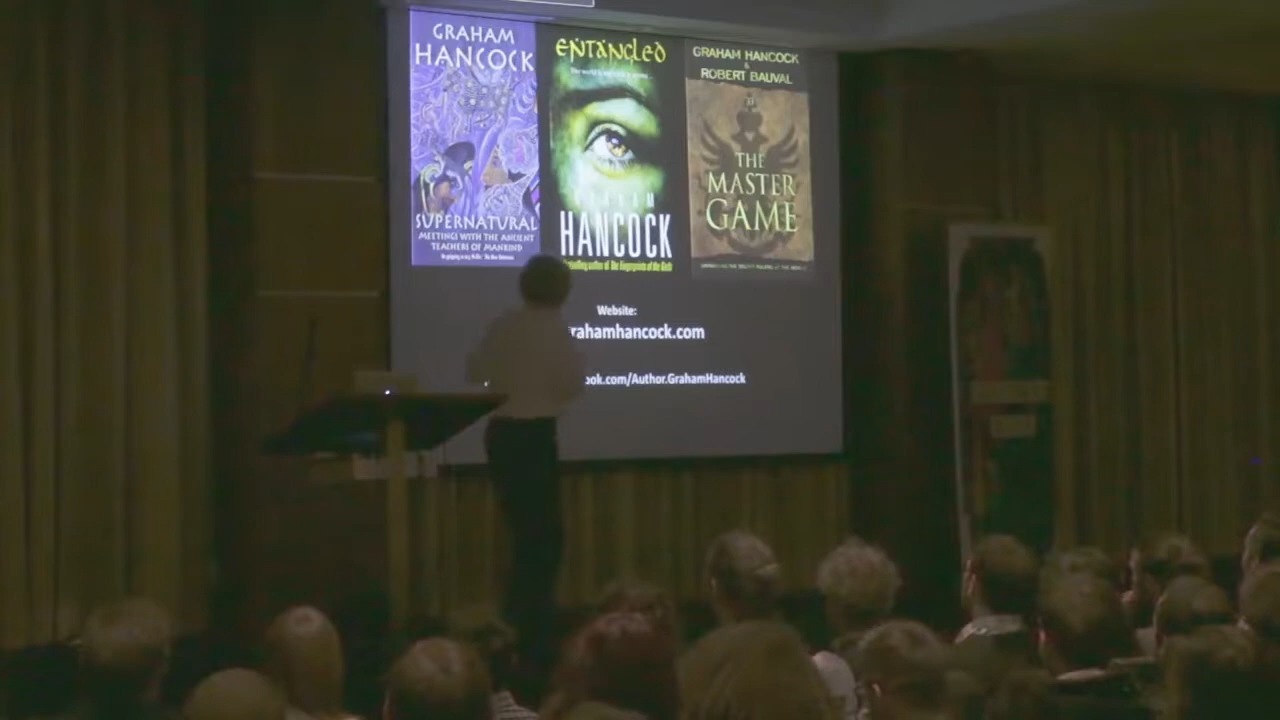 GRAHAM
HANCOCK
SUPERNATURAL
MEETINGS WITH THE ANCIENT
TEACHERS OF MANKIND
ENTANGLED
HANCOCK
GRAHAM HANCOCK
&
ROBERT BAUVAL
THE
MASTER
GAME
Website:
rahamhancock.com
ook.com/Author.GrahamHancock